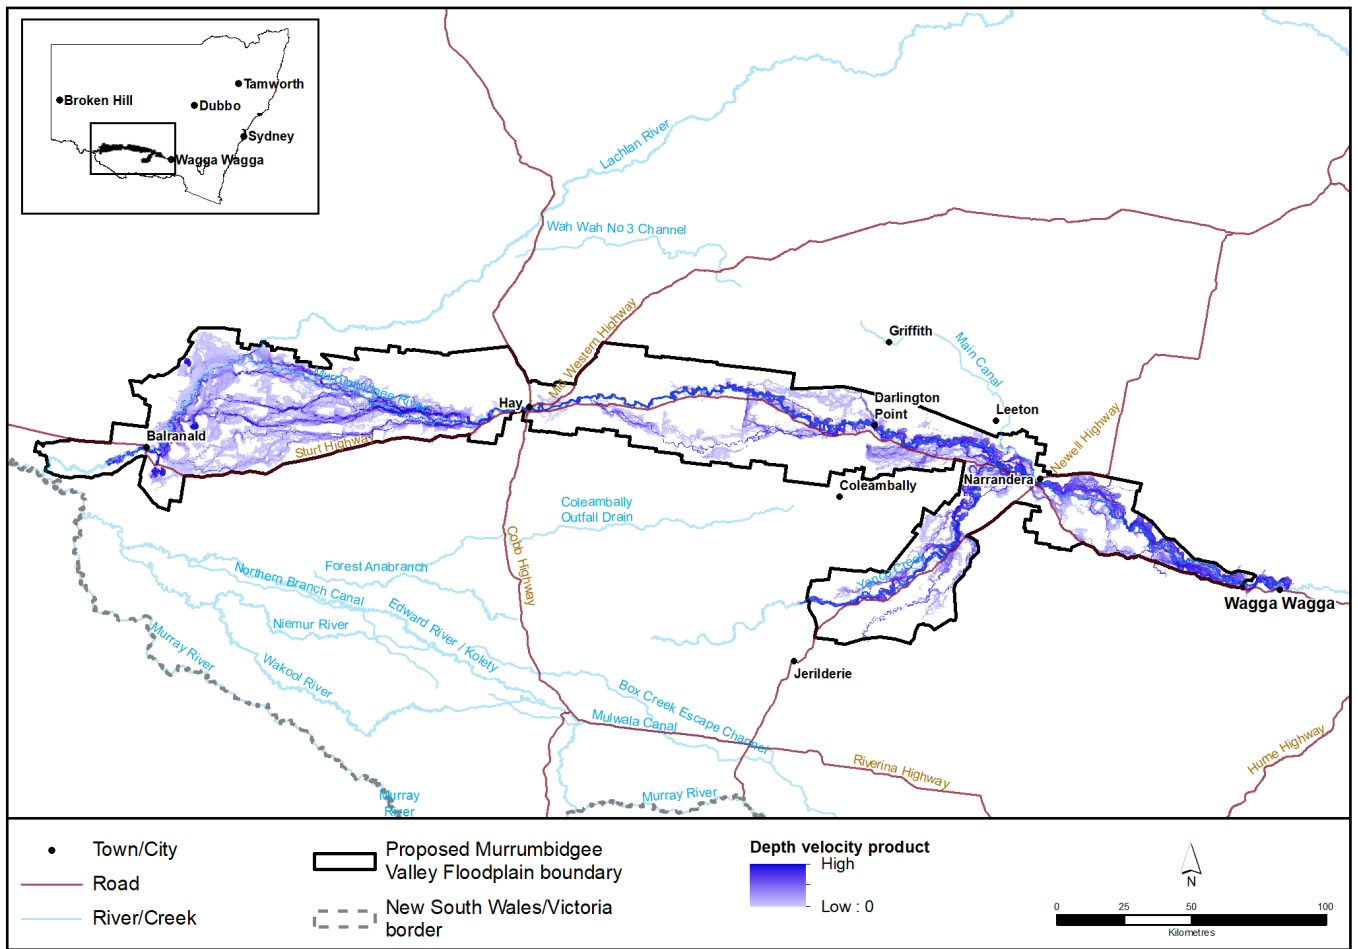 Tamworth
Broken Hill
Dubbo
Sydney
Wagga Wagga
Lachlan River
Wah Wah No 3 Channel
Mid Western Highway
Griffith
Main Canal
Murrumbidgee River
Hay
Darlington
Point
Leeton
Newell Highway
Balranald
Sturt Highway
Narrandera
Coleambally
Coleambally
Outfall Drain
Cobb Highway
Forest Anabranch
Northern Branch Canal
Yanco Creek
Edward River / Kolety
Niemur River
Wagga Wagga
Murray River
Wakool River
Jerilderie
Box Creek Escape Channel
Mulwala Canal
Riverina Highway
Hume Highway
Murray
River
Murray River
Town/City
Road
River/Creek
Proposed Murrumbidgee
Valley Floodplain boundary
New South Wales/Victoria
border
Depth velocity product
High
Low : 0
N
0 25 50 100
Kilometres